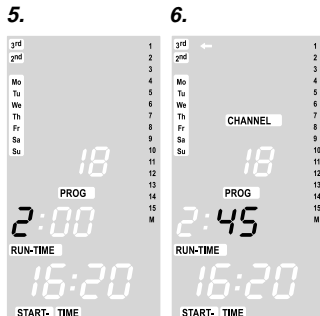 5.
3rd 1
2nd 2
3
Mo 4
Tu 5
We 6
Th 7
Fr 8
Sa 9
Su 10
18 11
12
PROG 13
14
2:00 15
M
RUN-TIME
16:20
START- TIME
6.
3rd ← 1
2nd 2
3
Mo 4
Tu 5
We 6
Th 7
CHANNEL
Fr 8
Sa 9
Su 10
18 11
12
PROG 13
14
2:45 15
M
RUN-TIME
16:20
START- TIME